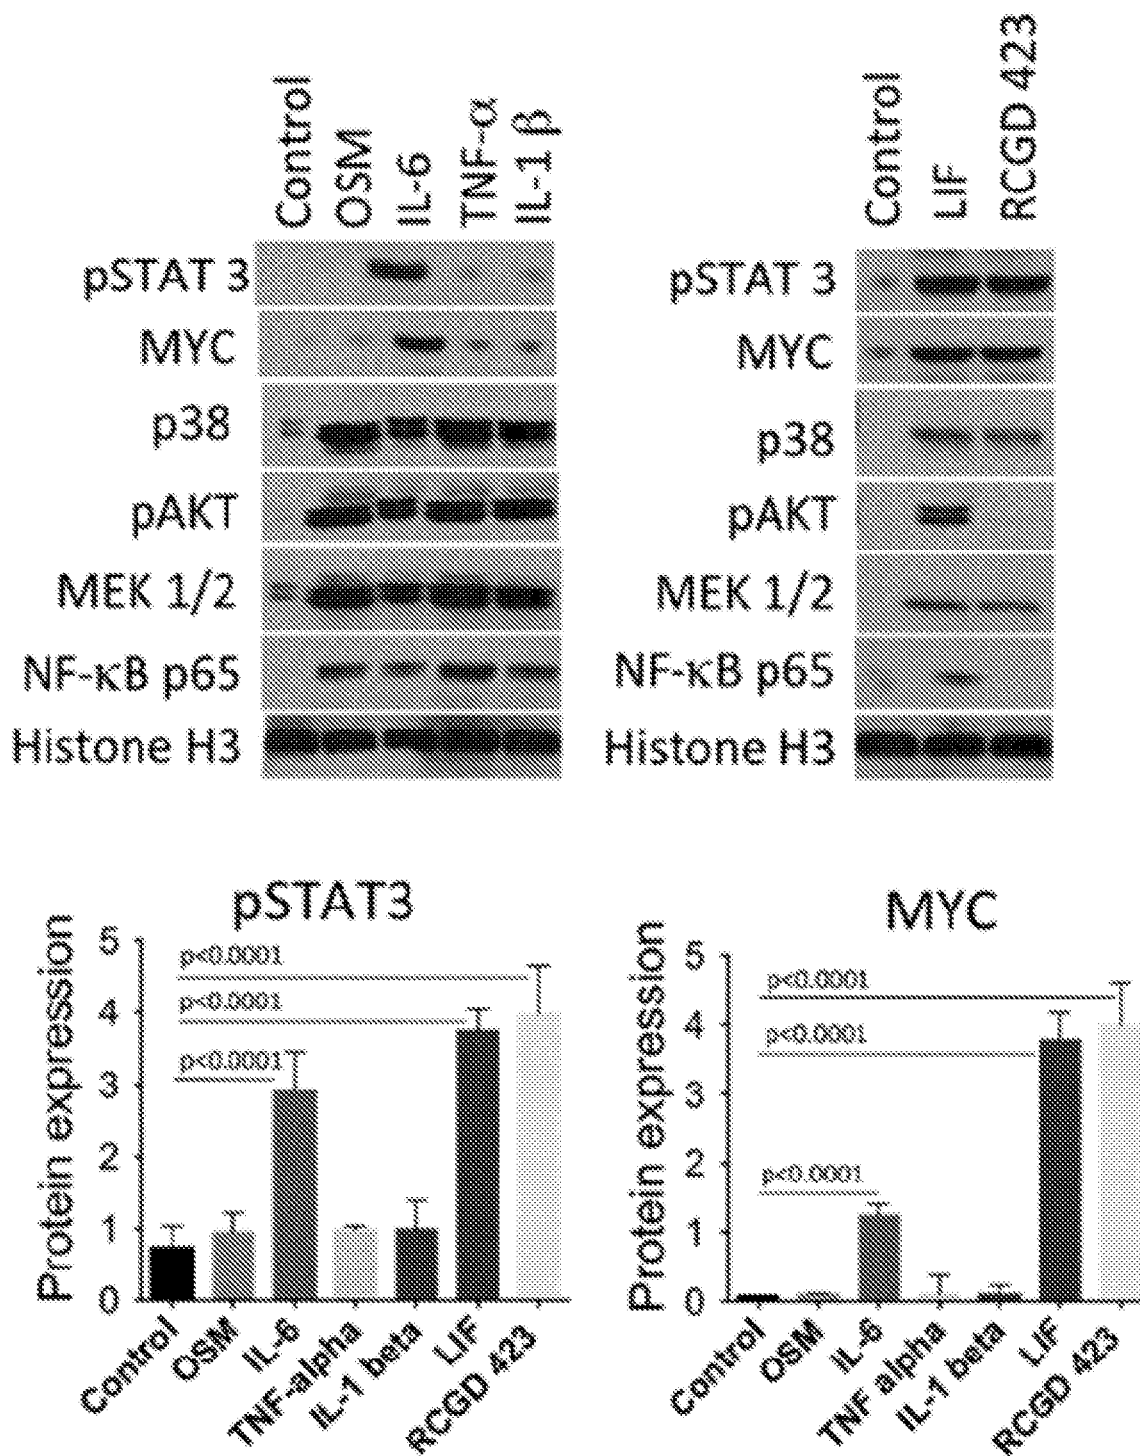 Control
OSM
IL-6
TNF-α
IL-1 β
pSTAT 3
MYC
p38
pAKT
MEK 1/2
NF-κB p65
Histone H3
Control
LIF
RCGD 423
pSTAT 3
MYC
p38
pAKT
MEK 1/2
NF-κB p65
Histone H3
pSTAT3
Protein expression
5
4
3
2
1
0
p<0.0001
p<0.0001
p<0.0001
Control
OSM
IL-6
TNF-alpha
IL-1 beta
LIF
RCGD 423
MYC
Protein expression
5
4
3
2
1
0
p<0.0001
p<0.0001
p<0.0001
Control
OSM
IL-6
TNF alpha
IL-1 beta
LIF
RCGD 423